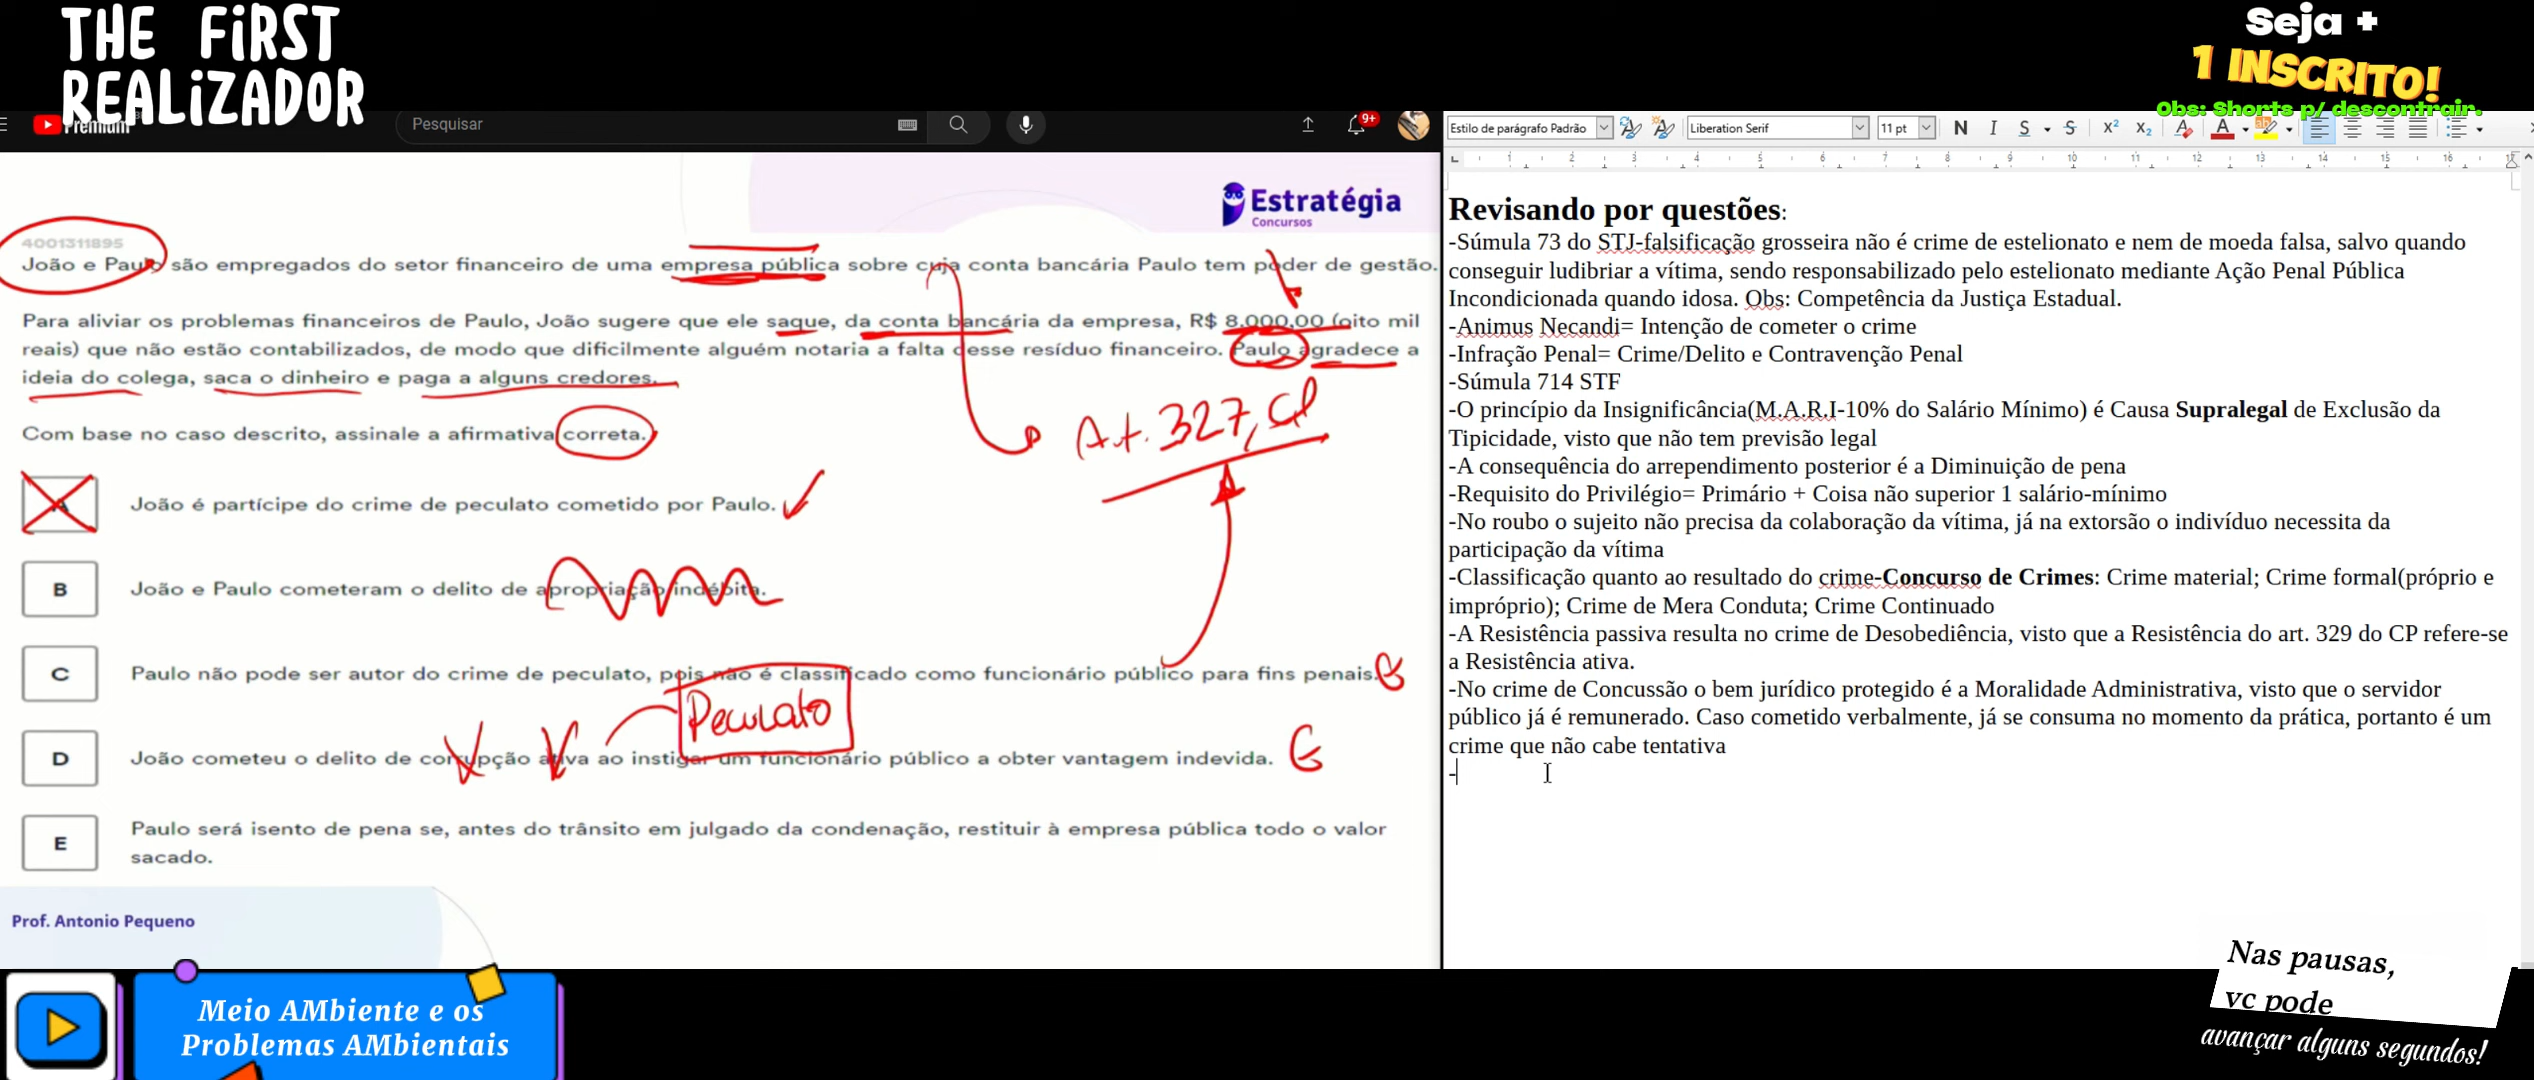 THE FiRST
REALiZADOR
Seja +
1 INSCRITO!
Obs: Shorts p/ descontrair.
Premium
Pesquisar
9+
Estilo de parágrafo Padrão
Liberation Serif
11 pt
N I S S X² X₂ A A
1 2 3 4 5 6 7 8 9 10 11 12 13 14 15 16
Estratégia
Concursos
4001311895
João e Paulo são empregados do setor financeiro de uma empresa pública sobre cuja conta bancária Paulo tem poder de gestão.
Para aliviar os problemas financeiros de Paulo, João sugere que ele saque, da conta bancária da empresa, R$ 8.000,00 (oito mil
reais) que não estão contabilizados, de modo que dificilmente alguém notaria a falta desse resíduo financeiro. Paulo agradece a
ideia do colega, saca o dinheiro e paga a alguns credores.
Art. 327, CP
Com base no caso descrito, assinale a afirmativa correta.
A
João é partícipe do crime de peculato cometido por Paulo.
B
João e Paulo cometeram o delito de apropriação indébita.
C
Paulo não pode ser autor do crime de peculato, pois não é classificado como funcionário público para fins penais.
Peculato
D
João cometeu o delito de corrupção ativa ao instigar um funcionário público a obter vantagem indevida.
E
Paulo será isento de pena se, antes do trânsito em julgado da condenação, restituir à empresa pública todo o valor
sacado.
Prof. Antonio Pequeno
Revisando por questões:
-Súmula 73 do STJ-falsificação grosseira não é crime de estelionato e nem de moeda falsa, salvo quando
conseguir ludibriar a vítima, sendo responsabilizado pelo estelionato mediante Ação Penal Pública
Incondicionada quando idosa. Obs: Competência da Justiça Estadual.
-Animus Necandi= Intenção de cometer o crime
-Infração Penal= Crime/Delito e Contravenção Penal
-Súmula 714 STF
-O princípio da Insignificância(M.A.R.I-10% do Salário Mínimo) é Causa Supralegal de Exclusão da
Tipicidade, visto que não tem previsão legal
-A consequência do arrependimento posterior é a Diminuição de pena
-Requisito do Privilégio= Primário + Coisa não superior 1 salário-mínimo
-No roubo o sujeito não precisa da colaboração da vítima, já na extorsão o indivíduo necessita da
participação da vítima
-Classificação quanto ao resultado do crime-Concurso de Crimes: Crime material; Crime formal(próprio e
impróprio); Crime de Mera Conduta; Crime Continuado
-A Resistência passiva resulta no crime de Desobediência, visto que a Resistência do art. 329 do CP refere-se
a Resistência ativa.
-No crime de Concussão o bem jurídico protegido é a Moralidade Administrativa, visto que o servidor
público já é remunerado. Caso cometido verbalmente, já se consuma no momento da prática, portanto é um
crime que não cabe tentativa
-
Meio AMbiente e os
Problemas AMbientais
Nas pausas,
vc pode
avançar alguns segundos!